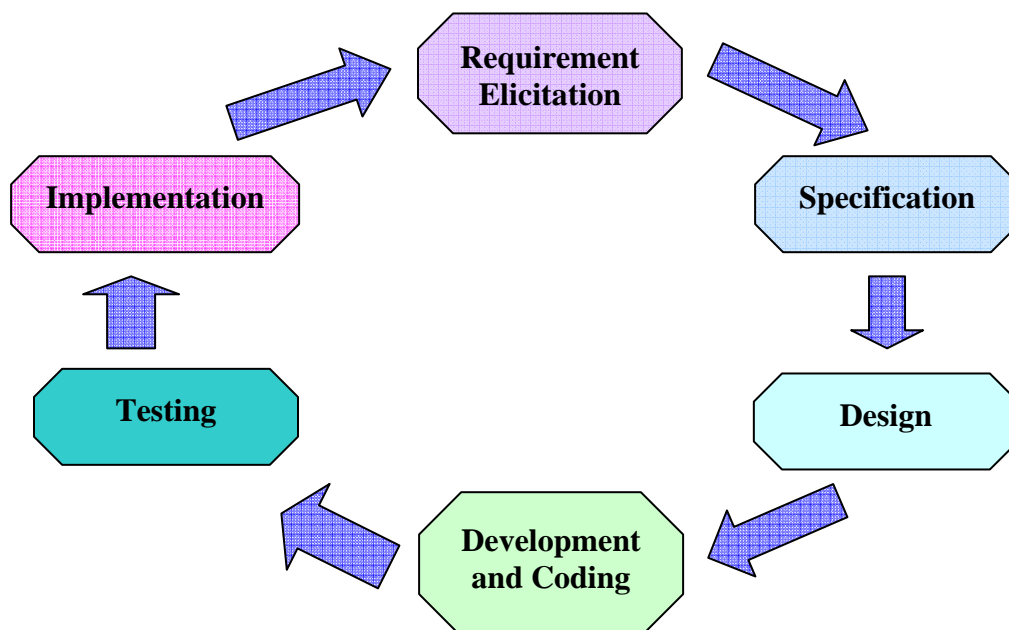 Requirement
Elicitation
Specification
Design
Development
and Coding
Testing
Implementation